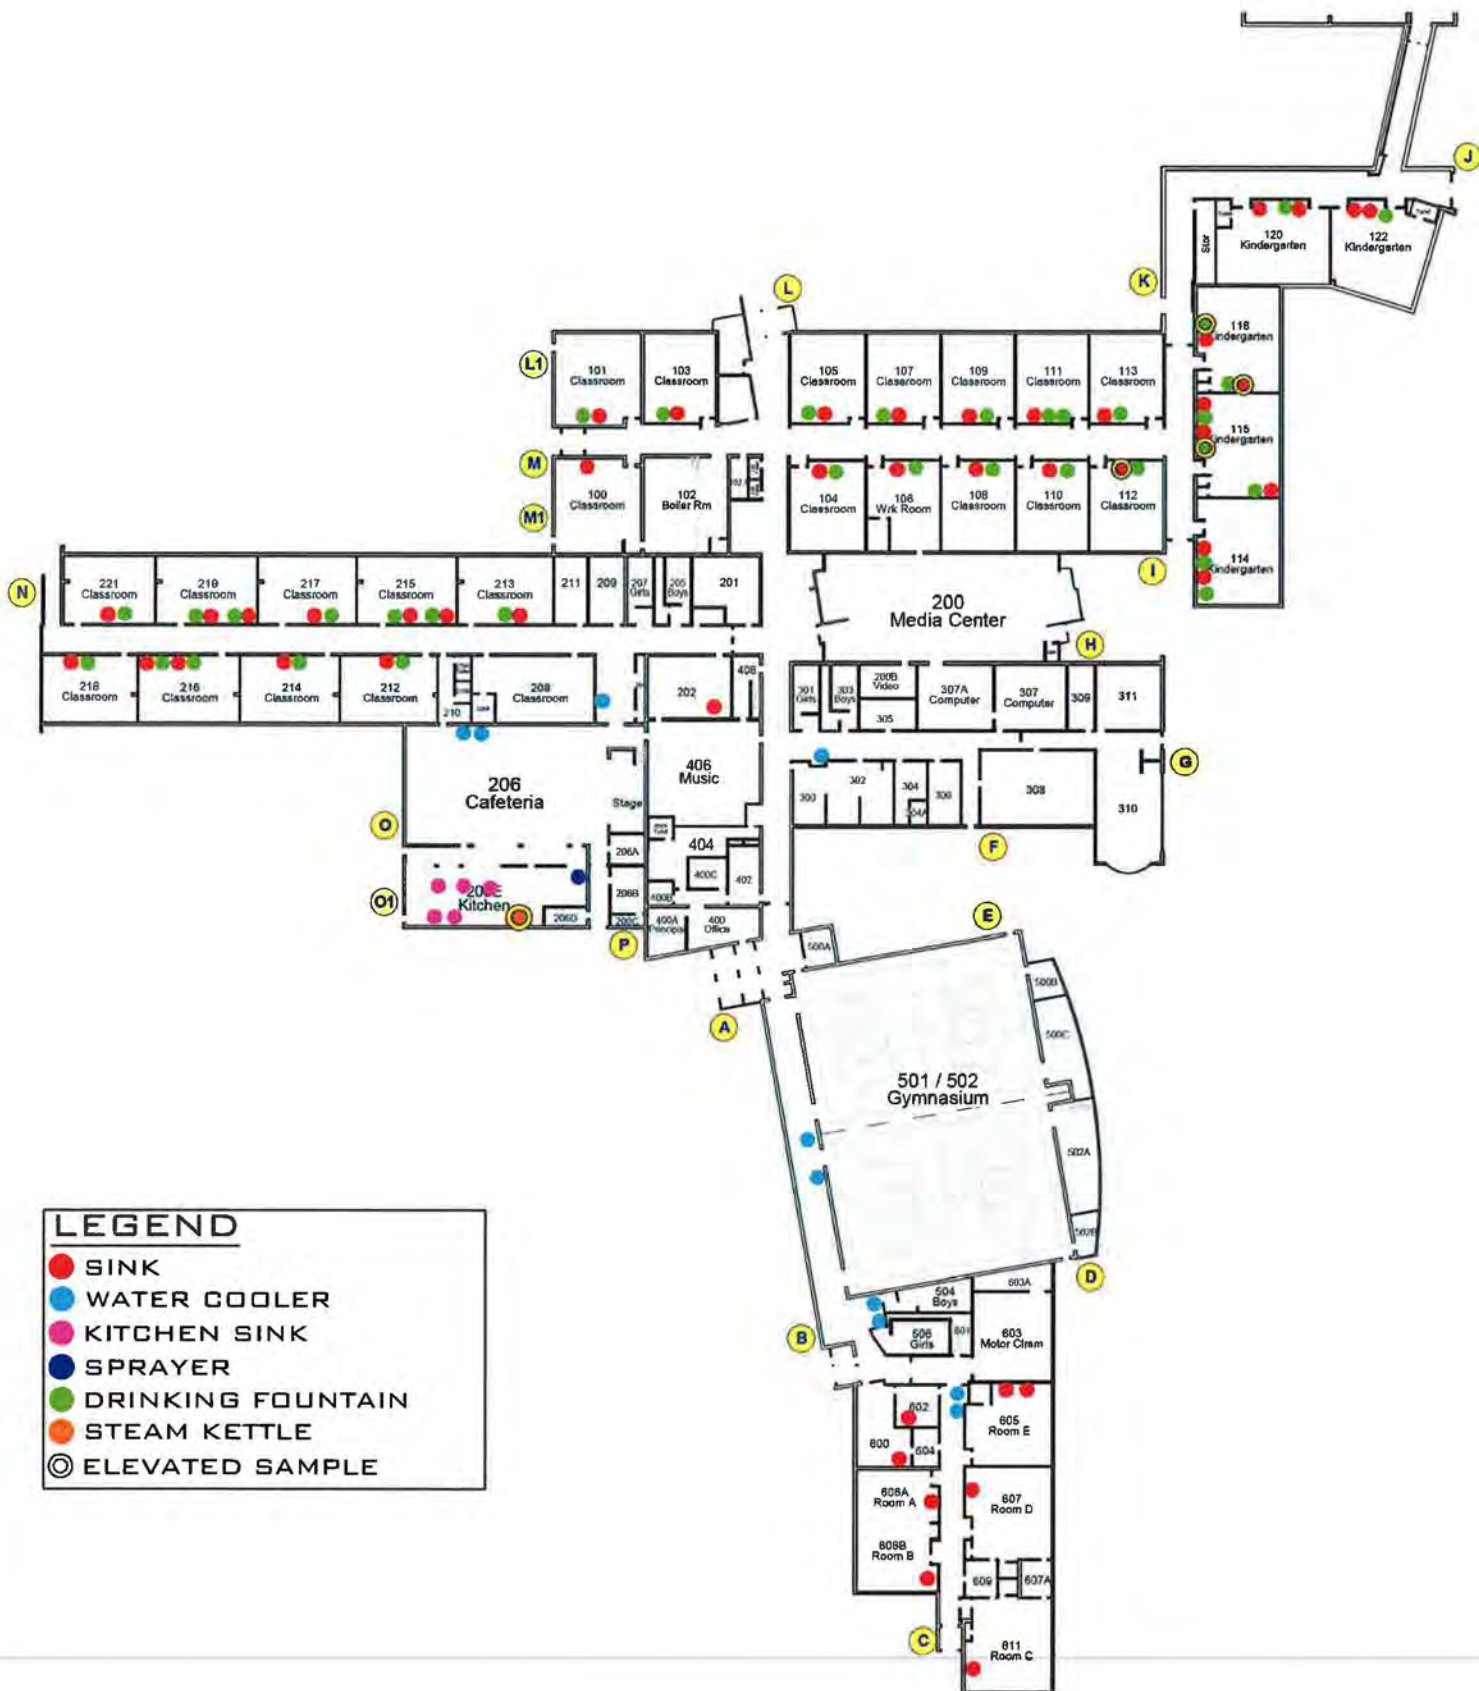 J
120
Kindergarten
122
Kindergarten
Stor
K
L
118
Kindergarten
L1
101
Classroom
103
Classroom
105
Classroom
107
Classroom
109
Classroom
111
Classroom
113
Classroom
115
Kindergarten
M
100
Classroom
102
Boiler Rm
104
Classroom
106
Wrk Room
108
Classroom
110
Classroom
112
Classroom
M1
114
Kindergarten
I
N
221
Classroom
219
Classroom
217
Classroom
215
Classroom
213
Classroom
211
209
207
Girls
205
Boys
201
200
Media Center
H
218
Classroom
216
Classroom
214
Classroom
212
Classroom
210
208
Classroom
202
408
301
Girls
303
Boys
200B
Video
305
307A
Computer
307
Computer
309
311
G
206
Cafeteria
Stage
406
Music
300
302
304
304A
306
308
310
O
F
206A
404
400C
402
O1
Kitchen
206D
206B
400B
206C
400A
Principal
400
Office
P
E
500A
A
500B
500C
501 / 502
Gymnasium
502A
502B
D
LEGEND
SINK
WATER COOLER
KITCHEN SINK
SPRAYER
DRINKING FOUNTAIN
STEAM KETTLE
ELEVATED SAMPLE
503A
504
Boys
B
506
Girls
601
603
Motor Clrsm
602
605
Room E
600
604
606A
Room A
607
Room D
606B
Room B
609
607A
C
611
Room C